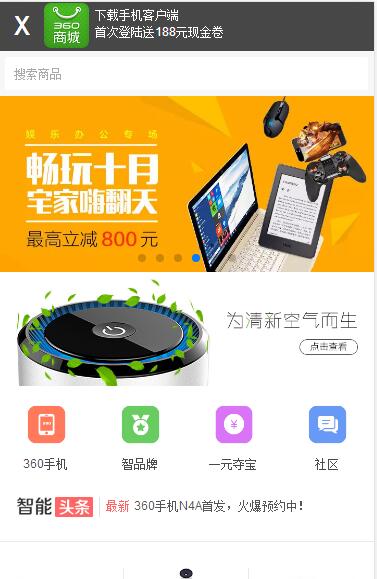 X
360
商城
下载手机客户端
首次登陆送188元现金卷
搜索商品
娱乐办公专场
畅玩十月
宅家嗨翻天
最高立减 800 元
为清新空气而生
点击查看
360手机
智品牌
一元夺宝
社区
智能 头条 最新 360手机N4A首发，火爆预约中!